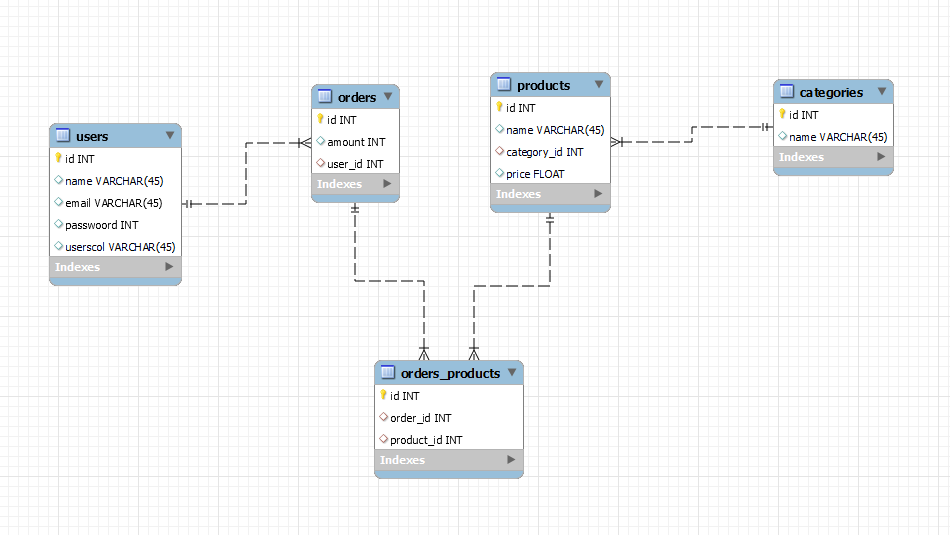 users
id INT
name VARCHAR(45)
email VARCHAR(45)
passwoord INT
userscol VARCHAR(45)
Indexes
orders
id INT
amount INT
user_id INT
Indexes
products
id INT
name VARCHAR(45)
category_id INT
price FLOAT
Indexes
categories
id INT
name VARCHAR(45)
Indexes
orders_products
id INT
order_id INT
product_id INT
Indexes